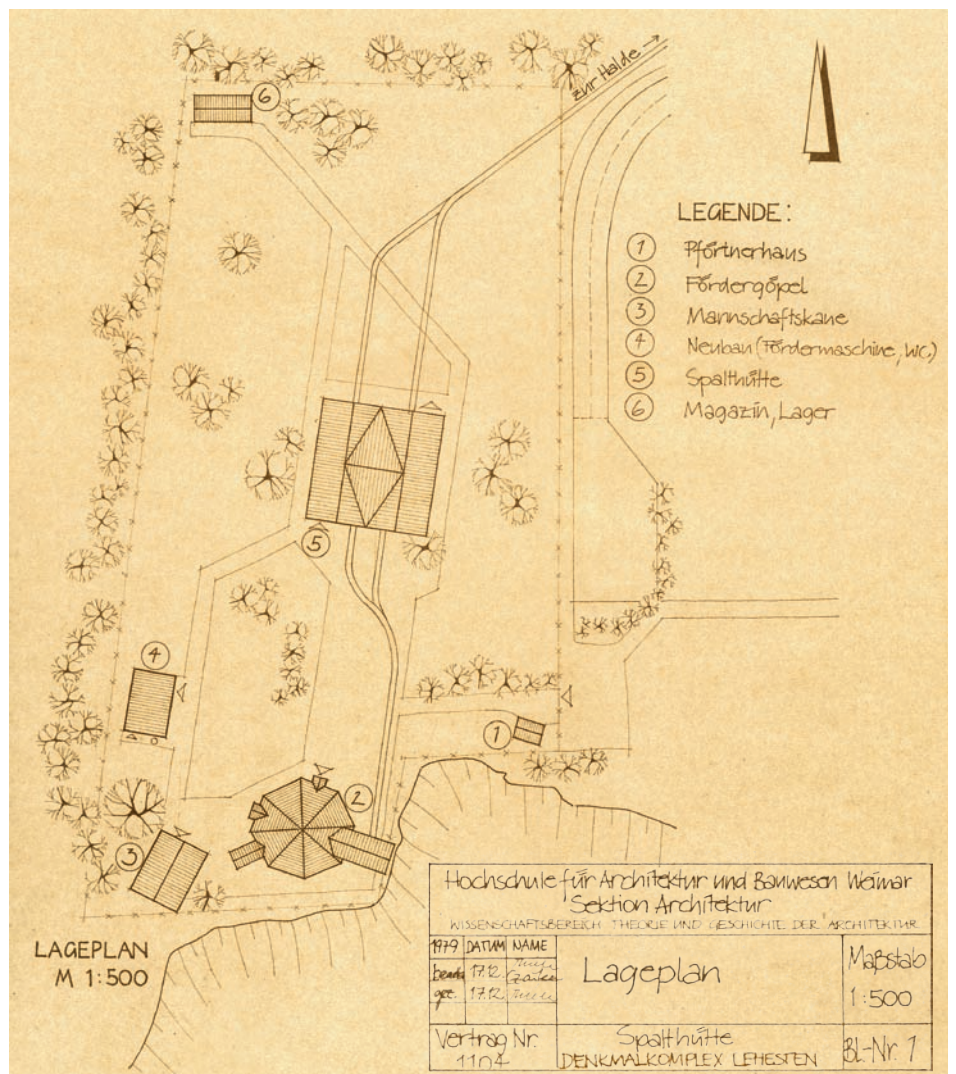 zur Halde →
6
LEGENDE:
1 Pförtnerhaus
2 Fördergöpel
3 Mannschaftskaue
4 Neubau (Fördermaschine, WC)
5 Spalthütte
6 Magazin, Lager
5
4
1
2
3
LAGEPLAN
M 1:500
Hochschule für Architektur und Bauwesen Weimar
Sektion Architektur
WISSENSCHAFTSBEREICH THEORIE UND GESCHICHTE DER ARCHITEKTUR
1979 DATUM NAME
bearb. 17.12.
gez. 17.12.
Lageplan
Maßstab
1:500
Vertrag Nr.
1104
Spalthütte
DENKMALKOMPLEX LEHESTEN
Bl.-Nr. 1